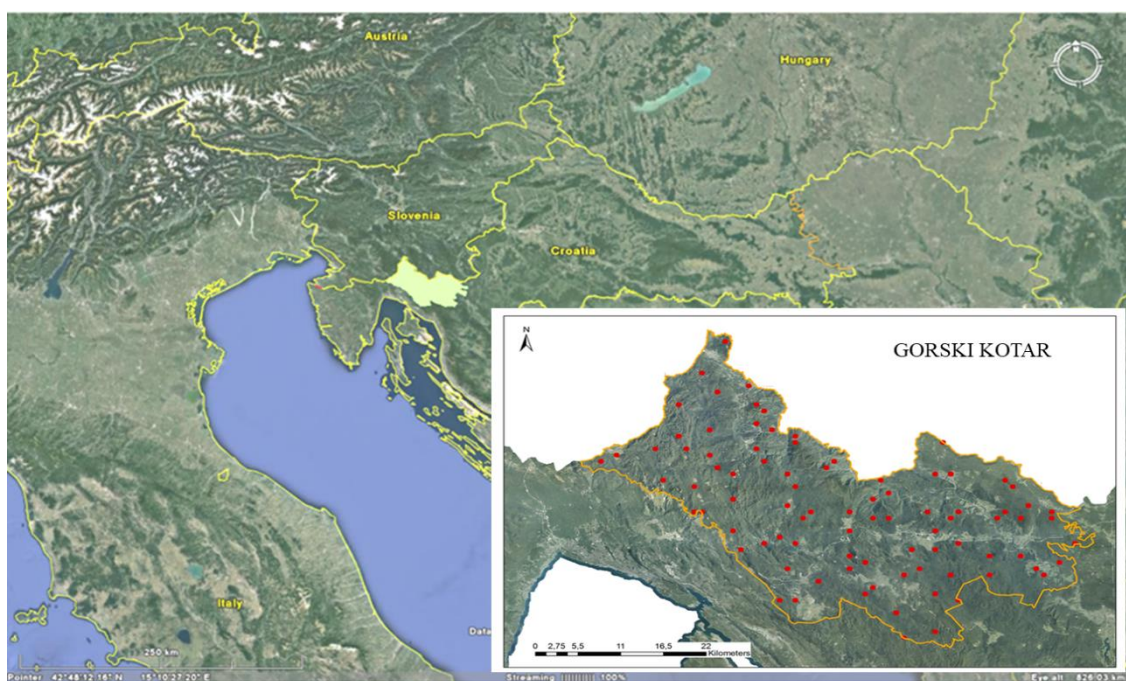 Austria
Hungary
N
Slovenia
Croatia
N
GORSKI KOTAR
Italy
Data
0 2,75 5,5 11 16,5 22
Kilometers
250 km
Pointer 42°48'12.16" N 15°10'27.20" E
Streaming |||||||||| 100%
Eye alt 826.03 km